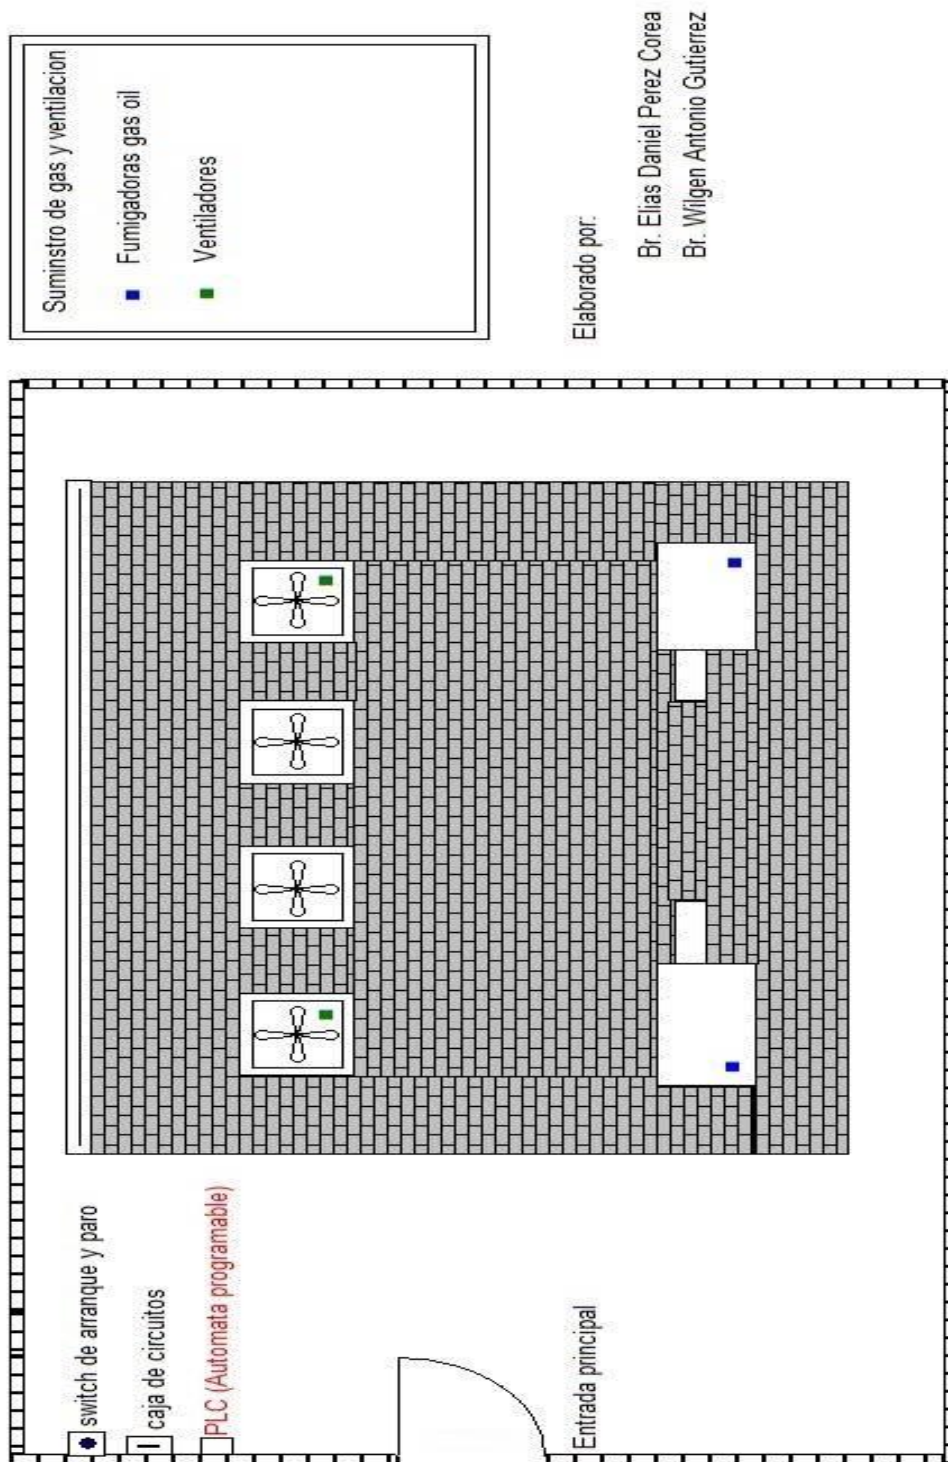 Suminstro de gas y ventilacion
Fumigadoras gas oil
Ventiladores
Elaborado por:
Br. Elias Daniel Perez Corea
Br. Wilgen Antonio Gutierrez
switch de arranque y paro
caja de circuitos
PLC (Automata programable)
Entrada principal